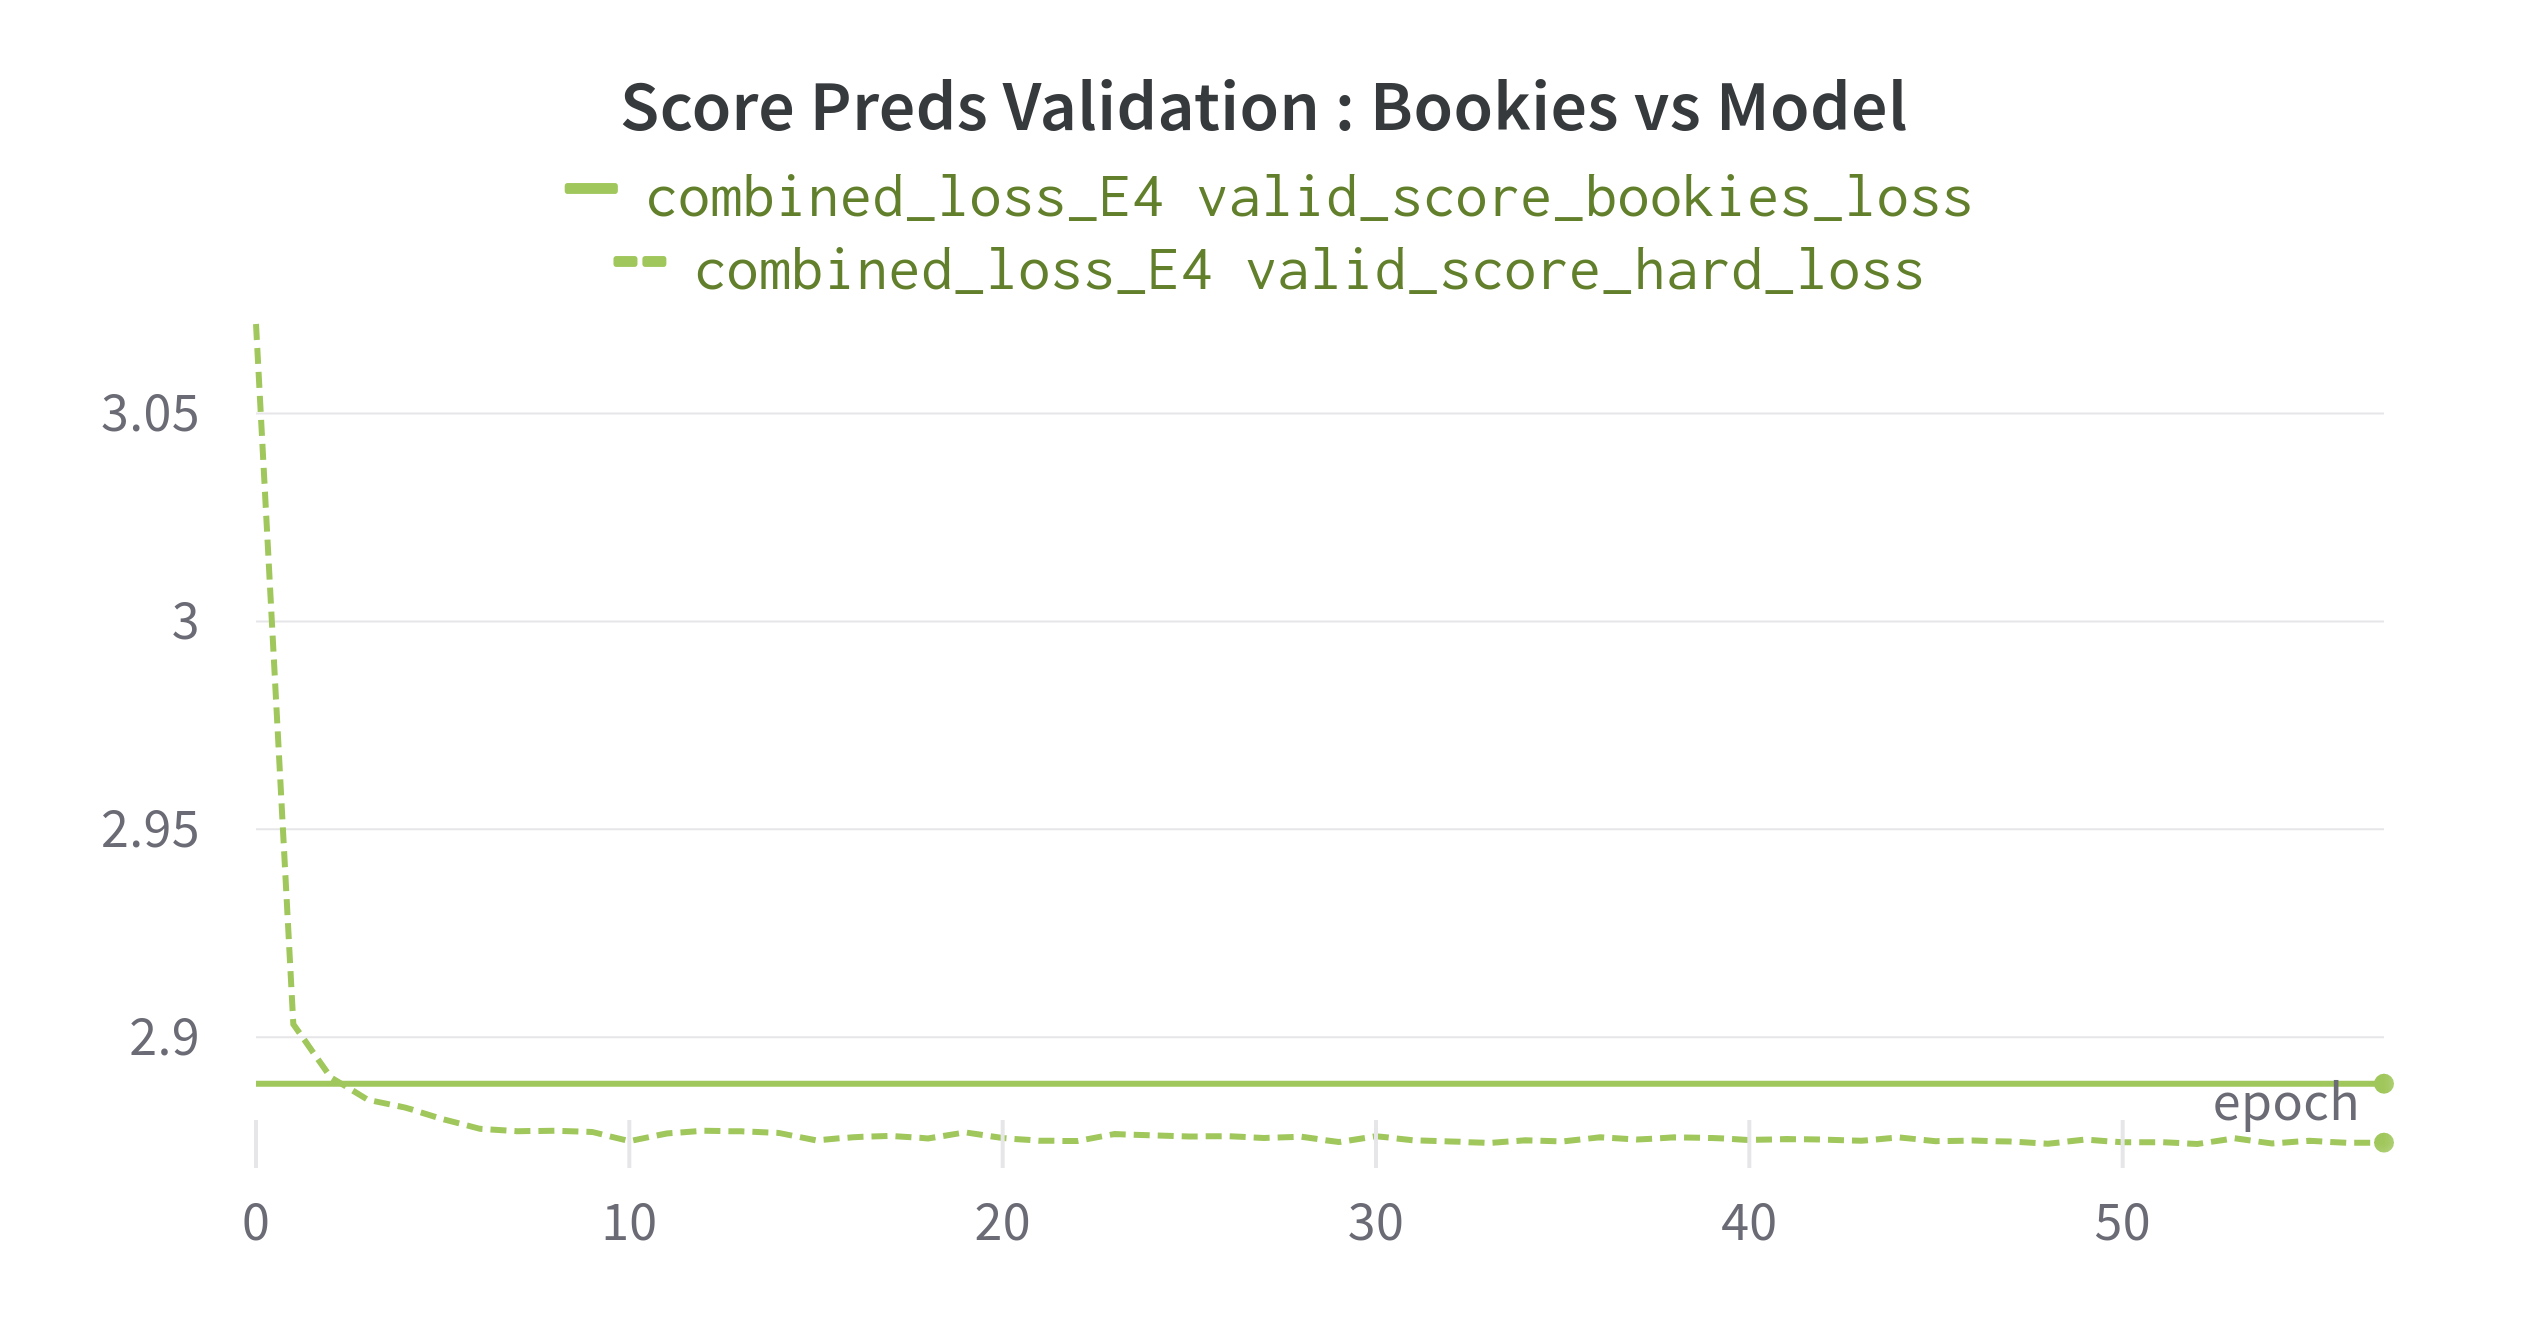 Score Preds Validation : Bookies vs Model
combined_loss_E4 valid_score_bookies_loss
combined_loss_E4 valid_score_hard_loss
3.05
3
2.95
2.9
epoch
0 10 20 30 40 50